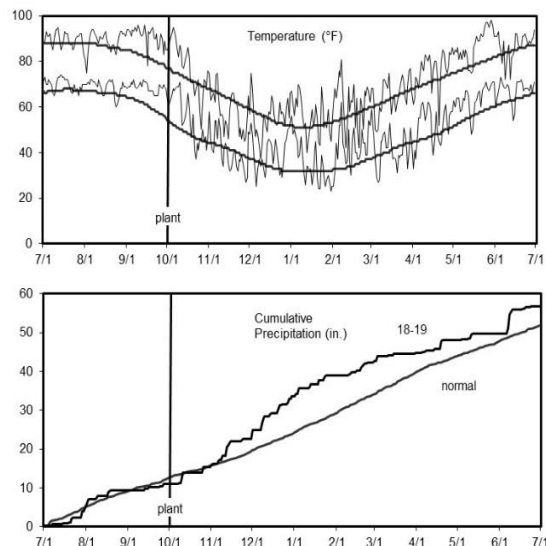 100
Temperature (°F)
80
60
40
20
plant
0
7/1 8/1 9/1 10/1 11/1 12/1 1/1 2/1 3/1 4/1 5/1 6/1 7/1
60
Cumulative
Precipitation (in.)
18-19
50
40
normal
30
20
10
plant
0
7/1 8/1 9/1 10/1 11/1 12/1 1/1 2/1 3/1 4/1 5/1 6/1 7/1